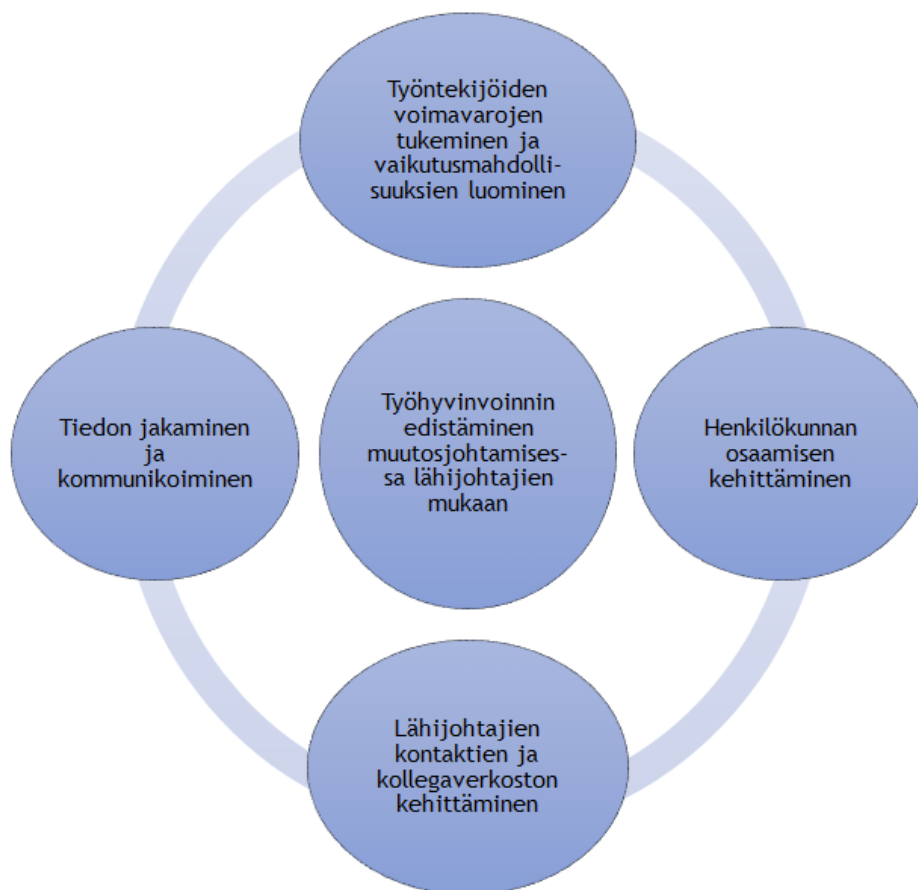 Työntekijöiden
voimavarojen
tukeminen ja
vaikutusmahdolli-
suuksien luominen
Tiedon jakaminen
ja
kommunikoiminen
Työhyvinvoinnin
edistäminen
muutosjohtamises-
sa lähijohtajien
mukaan
Henkilökunnan
osaamisen
kehittäminen
Lähijohtajien
kontaktien ja
kollegaverkoston
kehittäminen